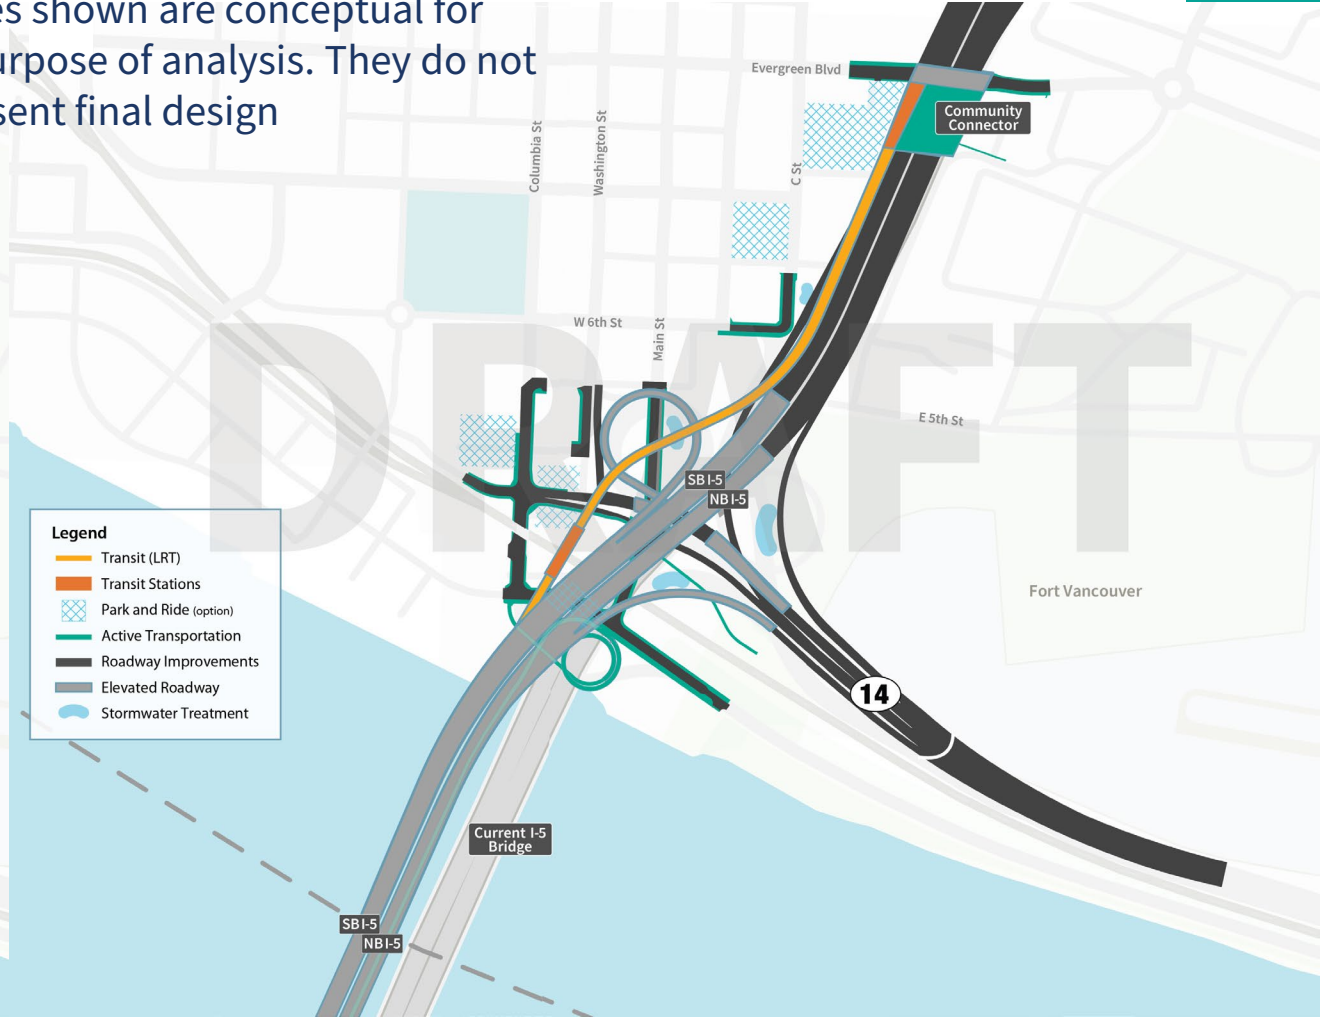 es shown are conceptual for
urpose of analysis. They do not
sent final design
Evergreen Blvd
Community
Connector
Columbia St
Washington St
C St
W 6th St
Main St
DRAFT
E 5th St
SB I-5
NB I-5
Legend
Transit (LRT)
Transit Stations
Park and Ride (option)
Active Transportation
Roadway Improvements
Elevated Roadway
Stormwater Treatment
Fort Vancouver
14
Current I-5
Bridge
SB I-5
NB I-5